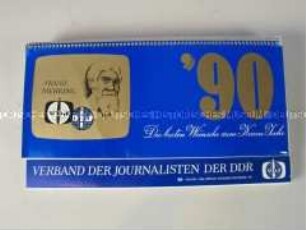 FRANZ
MEHRING
'90
Die besten Wünsche zum Neuen Jahr
VERBAND DER JOURNALISTEN DER DDR